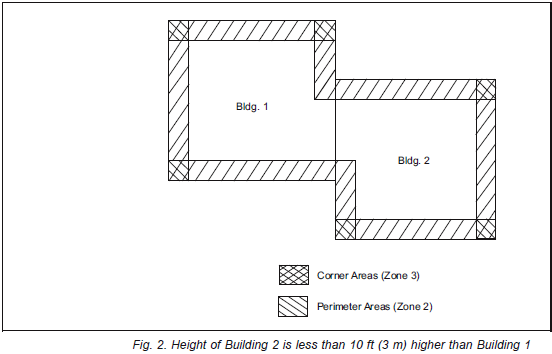 Bldg. 1
Bldg. 2
Corner Areas (Zone 3)
Perimeter Areas (Zone 2)
Fig. 2. Height of Building 2 is less than 10 ft (3 m) higher than Building 1